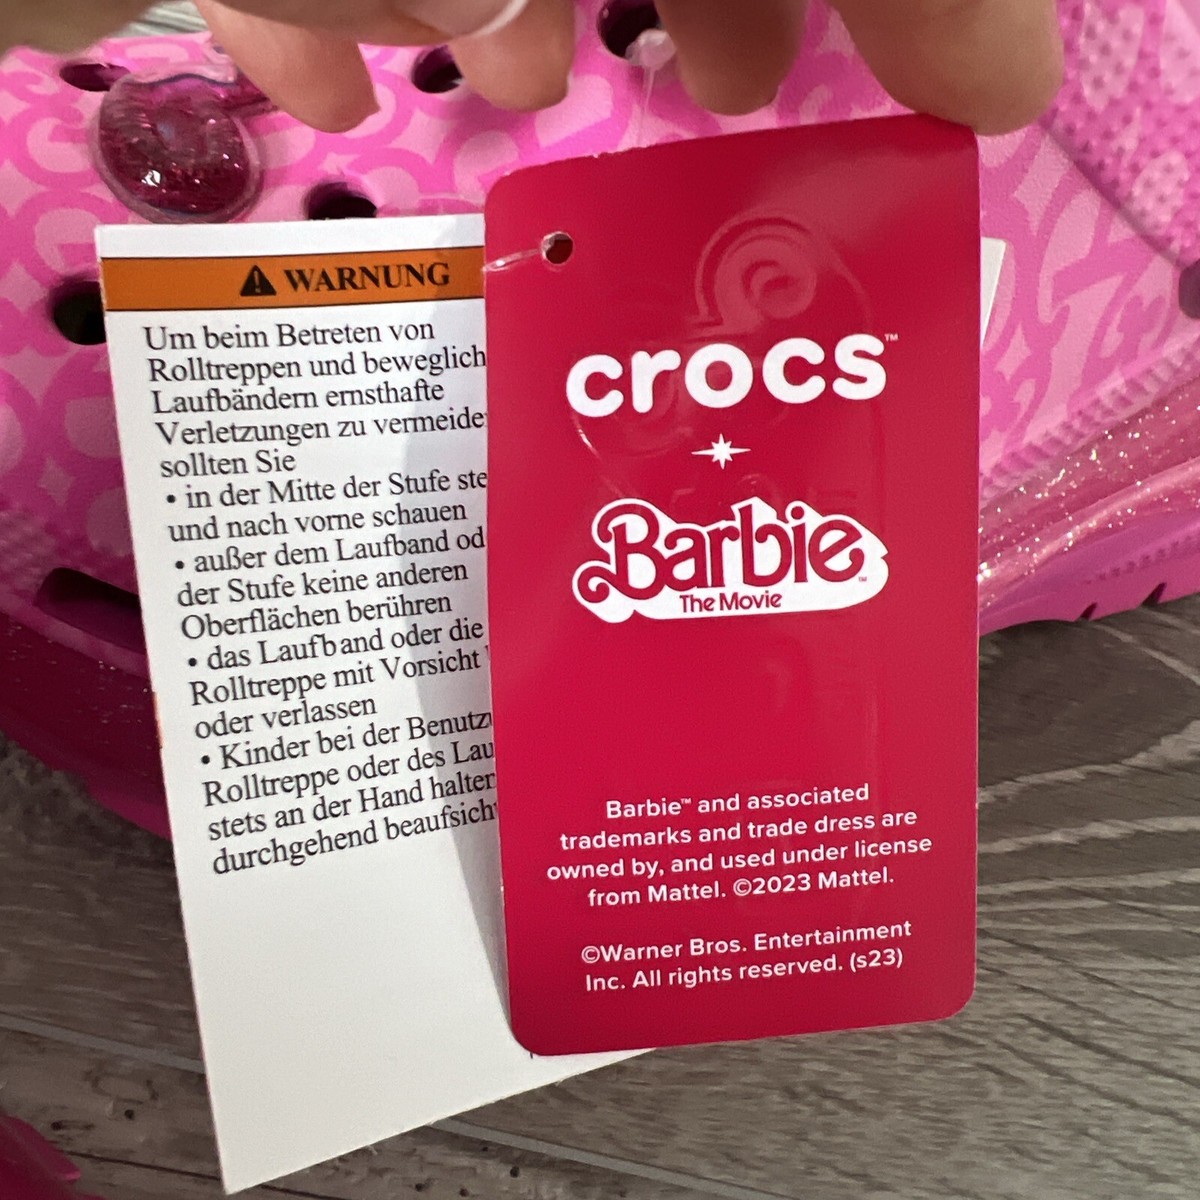 WARNUNG
Um beim Betreten von
Rolltreppen und beweglich
Laufbändern ernsthafte
Verletzungen zu vermeide
sollten Sie
• in der Mitte der Stufe ste
und nach vorne schauen
• außer dem Laufband od
der Stufe keine anderen
Oberflächen berühren
• das Laufband oder die
Rolltreppe mit Vorsicht
oder verlassen
• Kinder bei der Benutzu
Rolltreppe oder des Lau
stets an der Hand halten
durchgehend beaufsich
crocs™
Barbie™
The Movie
Barbie™ and associated
trademarks and trade dress are
owned by, and used under license
from Mattel. ©2023 Mattel.
©Warner Bros. Entertainment
Inc. All rights reserved. (s23)